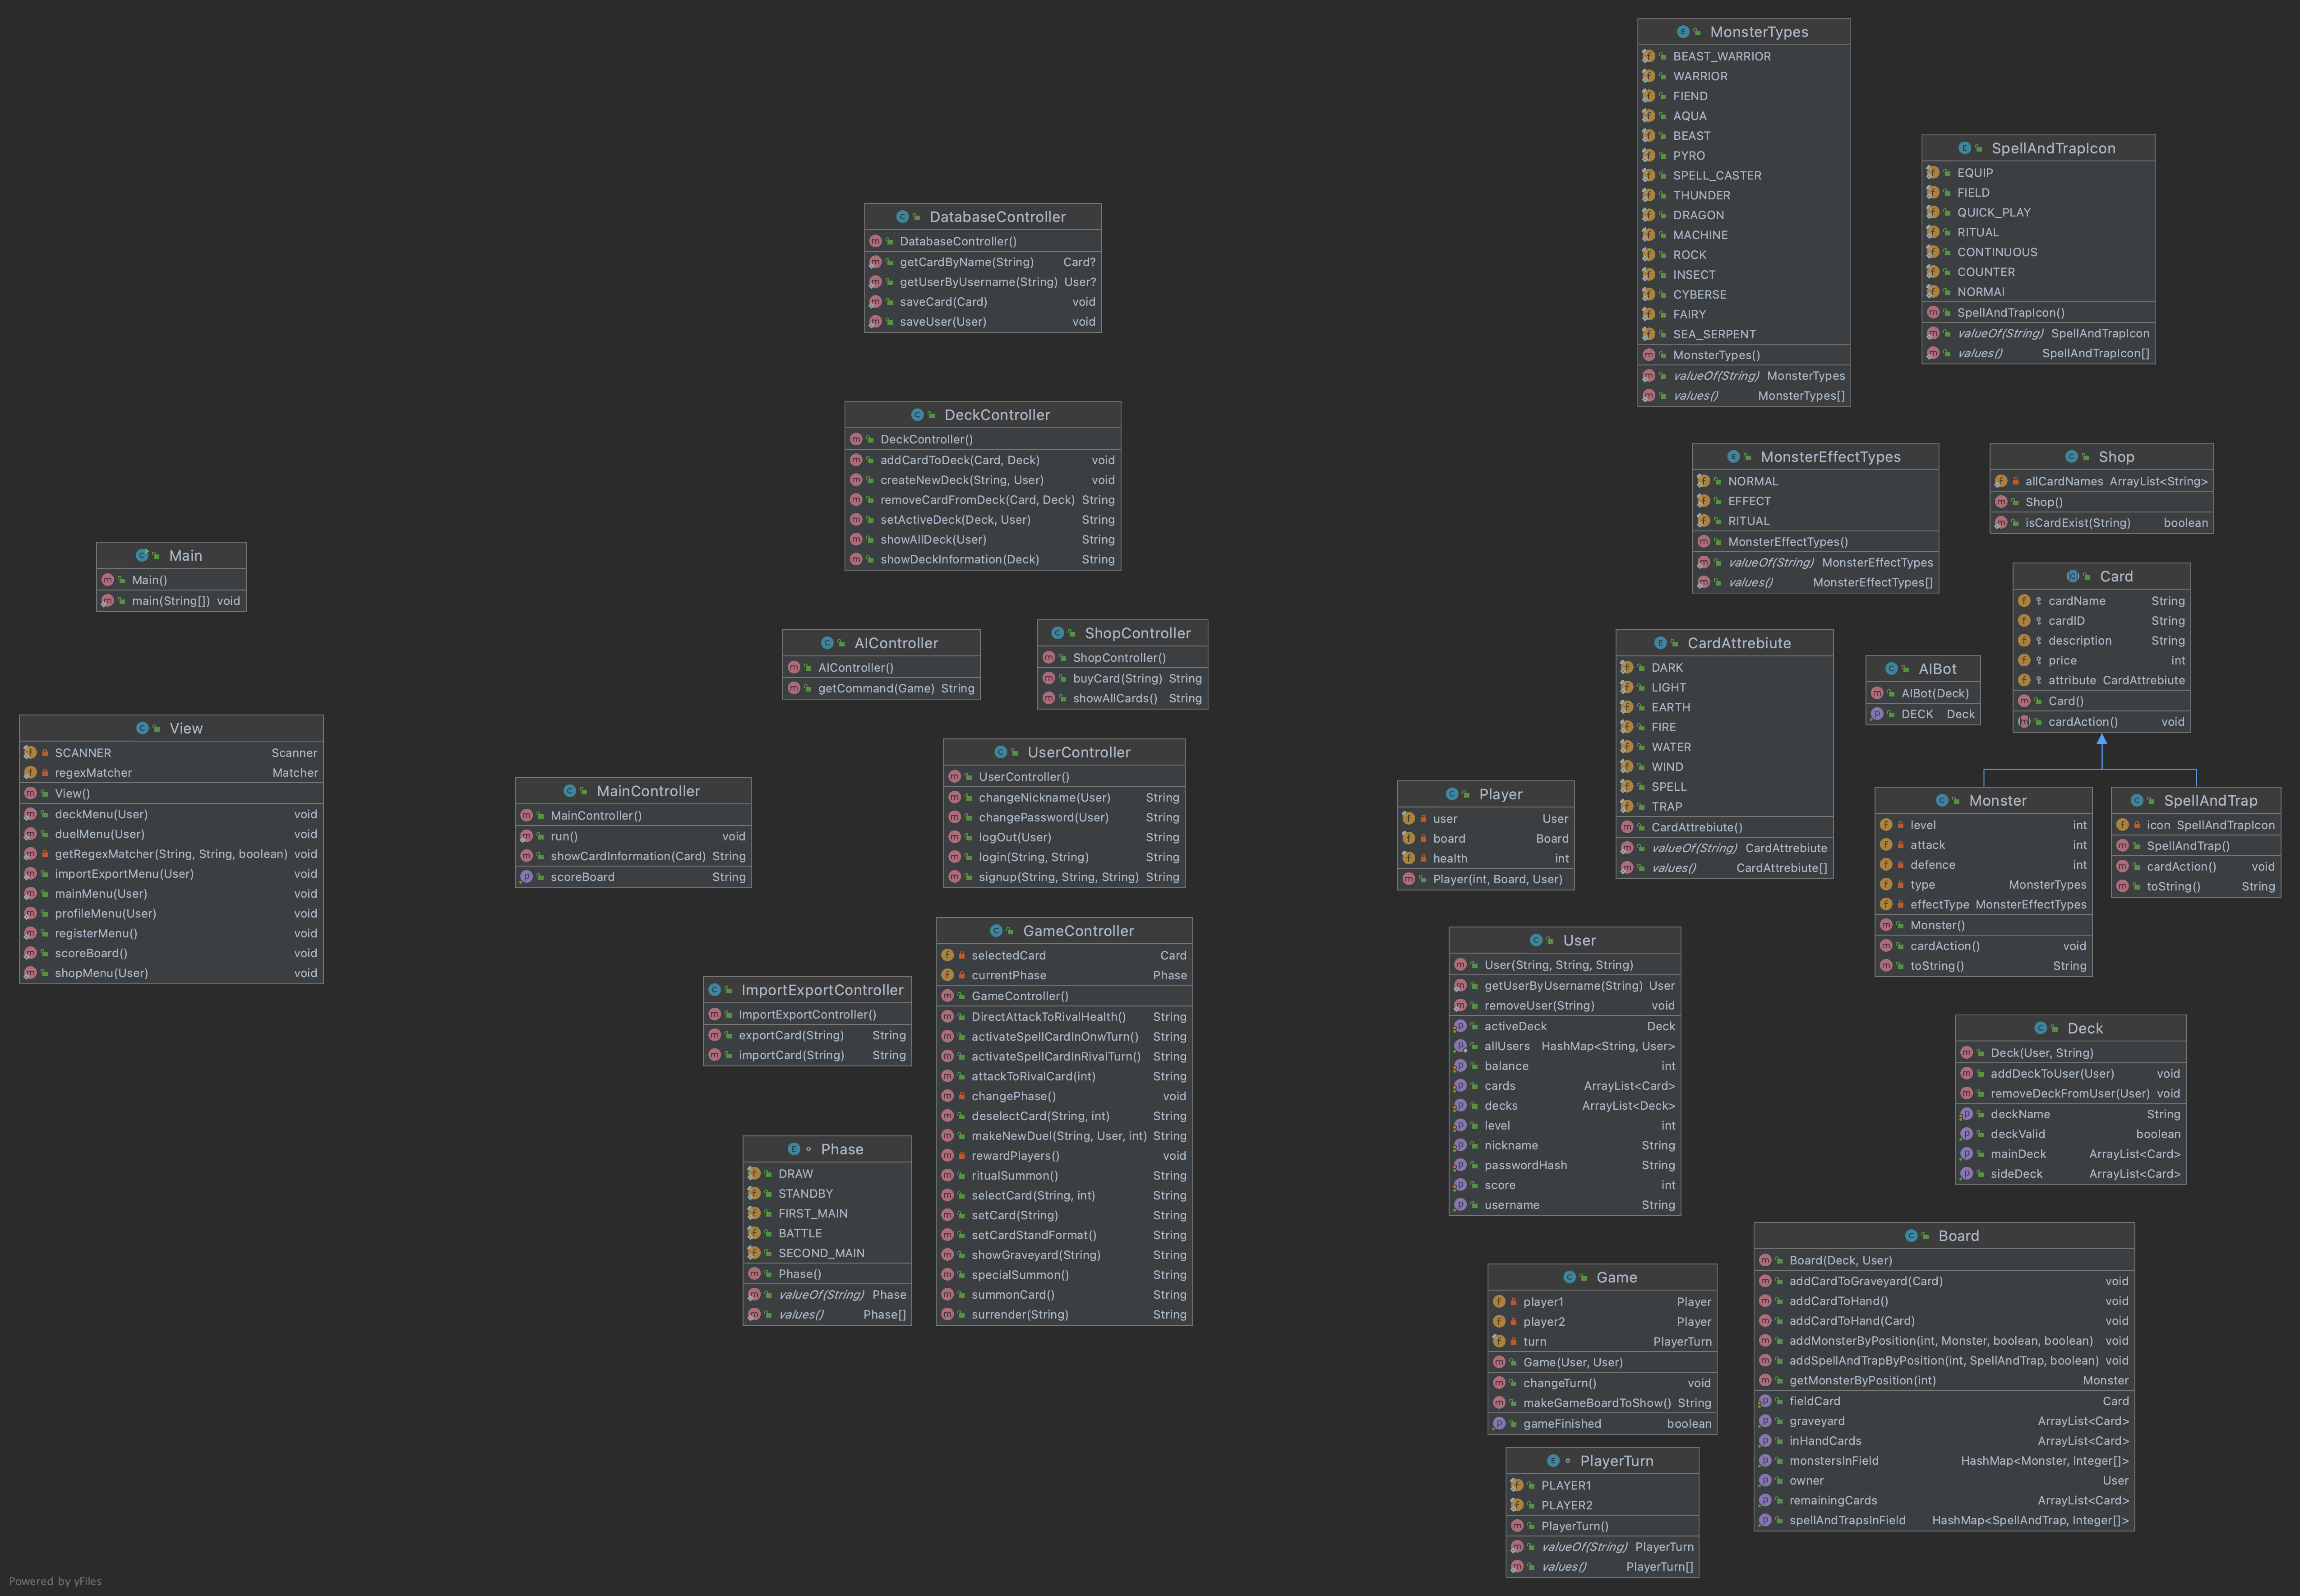 Main
Main()
main(String[]) void
View
SCANNER Scanner
regexMatcher Matcher
View()
deckMenu(User) void
duelMenu(User) void
getRegexMatcher(String, String, boolean) void
importExportMenu(User) void
mainMenu(User) void
profileMenu(User) void
registerMenu() void
scoreBoard() void
shopMenu(User) void
MainController
MainController()
run() void
showCardInformation(Card) String
scoreBoard String
DatabaseController
DatabaseController()
getCardByName(String) Card?
getUserByUsername(String) User?
saveCard(Card) void
saveUser(User) void
DeckController
DeckController()
addCardToDeck(Card, Deck) void
createNewDeck(String, User) void
removeCardFromDeck(Card, Deck) String
setActiveDeck(Deck, User) String
showAllDeck(User) String
showDeckInformation(Deck) String
AIController
AIController()
getCommand(Game) String
ShopController
ShopController()
buyCard(String) String
showAllCards() String
UserController
UserController()
changeNickname(User) String
changePassword(User) String
logOut(User) String
login(String, String) String
signup(String, String, String) String
ImportExportController
ImportExportController()
exportCard(String) String
importCard(String) String
GameController
selectedCard Card
currentPhase Phase
GameController()
DirectAttackToRivalHealth() String
activateSpellCardInOnwTurn() String
activateSpellCardInRivalTurn() String
attackToRivalCard(int) String
changePhase() void
deselectCard(String, int) String
makeNewDuel(String, User, int) String
rewardPlayers() void
ritualSummon() String
selectCard(String, int) String
setCard(String) String
setCardStandFormat() String
showGraveyard(String) String
specialSummon() String
summonCard() String
surrender(String) String
Phase
DRAW
STANDBY
FIRST_MAIN
BATTLE
SECOND_MAIN
Phase()
valueOf(String) Phase
values() Phase[]
MonsterTypes
BEAST_WARRIOR
WARRIOR
FIEND
AQUA
BEAST
PYRO
SPELL_CASTER
THUNDER
DRAGON
MACHINE
ROCK
INSECT
CYBERSE
FAIRY
SEA_SERPENT
MonsterTypes()
valueOf(String) MonsterTypes
values() MonsterTypes[]
SpellAndTrapIcon
EQUIP
FIELD
QUICK_PLAY
RITUAL
CONTINUOUS
COUNTER
NORMAl
SpellAndTrapIcon()
valueOf(String) SpellAndTrapIcon
values() SpellAndTrapIcon[]
MonsterEffectTypes
NORMAL
EFFECT
RITUAL
MonsterEffectTypes()
valueOf(String) MonsterEffectTypes
values() MonsterEffectTypes[]
Shop
allCardNames ArrayList<String>
Shop()
isCardExist(String) boolean
Card
cardName String
cardID String
description String
price int
attribute CardAttrebiute
Card()
cardAction() void
CardAttrebiute
DARK
LIGHT
EARTH
FIRE
WATER
WIND
SPELL
TRAP
CardAttrebiute()
valueOf(String) CardAttrebiute
values() CardAttrebiute[]
AIBot
AIBot(Deck)
DECK Deck
Player
user User
board Board
health int
Player(int, Board, User)
Monster
level int
attack int
defence int
type MonsterTypes
effectType MonsterEffectTypes
Monster()
cardAction() void
toString() String
SpellAndTrap
icon SpellAndTrapIcon
SpellAndTrap()
cardAction() void
toString() String
User
User(String, String, String)
getUserByUsername(String) User
removeUser(String) void
activeDeck Deck
allUsers HashMap<String, User>
balance int
cards ArrayList<Card>
decks ArrayList<Deck>
level int
nickname String
passwordHash String
score int
username String
Deck
Deck(User, String)
addDeckToUser(User) void
removeDeckFromUser(User) void
deckName String
deckValid boolean
mainDeck ArrayList<Card>
sideDeck ArrayList<Card>
Game
player1 Player
player2 Player
turn PlayerTurn
Game(User, User)
changeTurn() void
makeGameBoardToShow() String
gameFinished boolean
Board
Board(Deck, User)
addCardToGraveyard(Card) void
addCardToHand() void
addCardToHand(Card) void
addMonsterByPosition(int, Monster, boolean, boolean) void
addSpellAndTrapByPosition(int, SpellAndTrap, boolean) void
getMonsterByPosition(int) Monster
fieldCard Card
graveyard ArrayList<Card>
inHandCards ArrayList<Card>
monstersInField HashMap<Monster, Integer[]>
owner User
remainingCards ArrayList<Card>
spellAndTrapsInField HashMap<SpellAndTrap, Integer[]>
PlayerTurn
PLAYER1
PLAYER2
PlayerTurn()
valueOf(String) PlayerTurn
values() PlayerTurn[]
Powered by yFiles